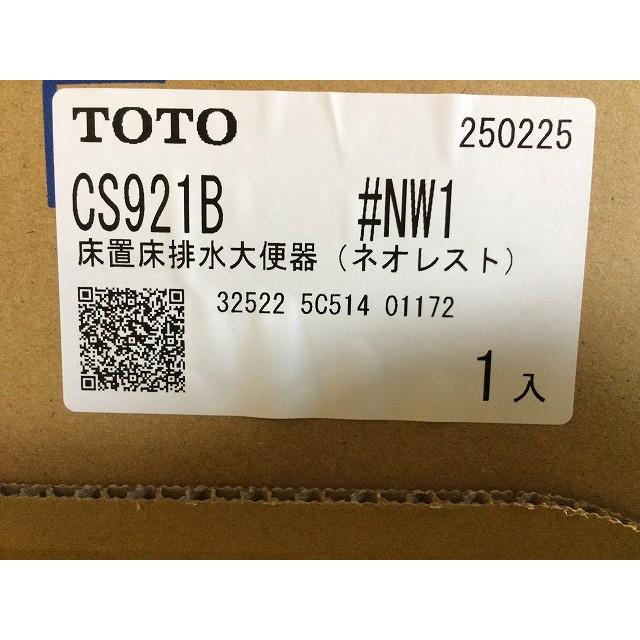 TOTO 250225
CS921B #NW1
床置床排水大便器（ネオレスト）
32522 5C514 01172
1入